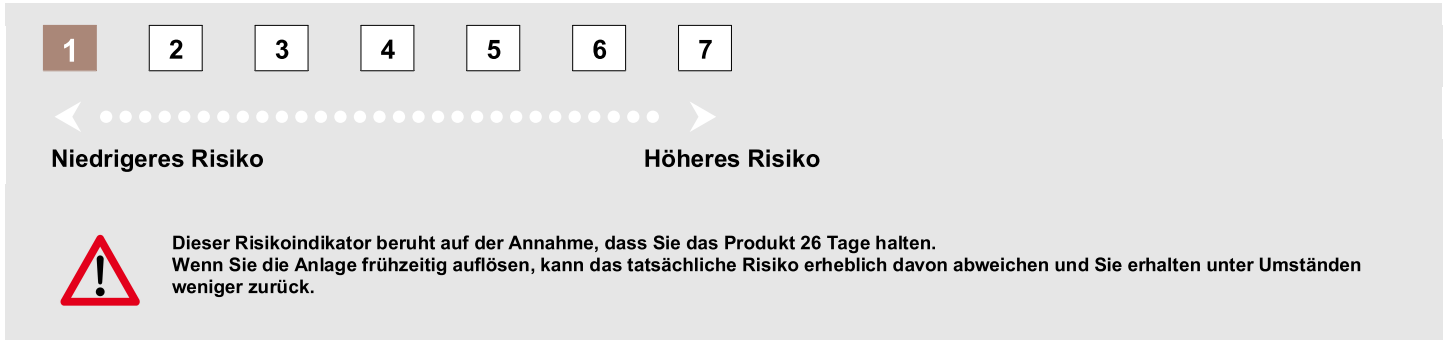 1 2 3 4 5 6 7
Niedrigeres Risiko Höheres Risiko
Dieser Risikoindikator beruht auf der Annahme, dass Sie das Produkt 26 Tage halten.
Wenn Sie die Anlage frühzeitig auflösen, kann das tatsächliche Risiko erheblich davon abweichen und Sie erhalten unter Umständen
weniger zurück.